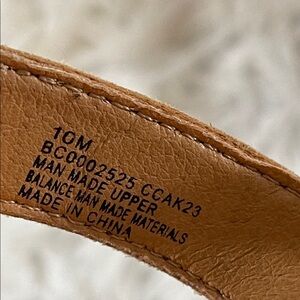 10M
BC0002525 CCAK23
MAN MADE UPPER
BALANCE MAN MADE MATERIALS
MADE IN CHINA